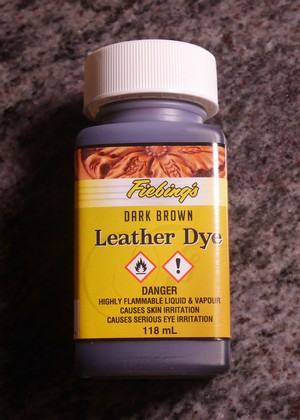 Fiebing's
DARK BROWN
Leather Dye
DANGER
HIGHLY FLAMMABLE LIQUID & VAPOUR
CAUSES SKIN IRRITATION
CAUSES SERIOUS EYE IRRITATION
118 mL